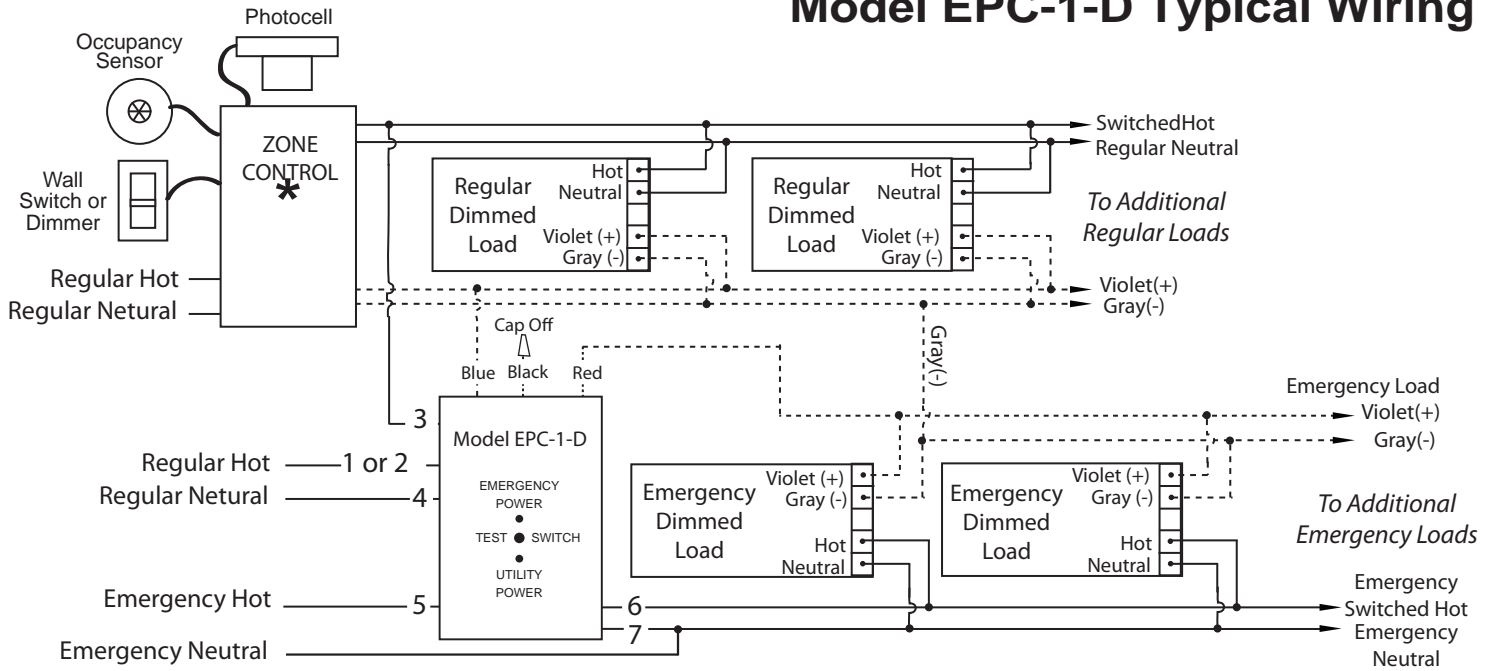 Model EPC-1-D Typical Wiring
Photocell
Occupancy
Sensor
ZONE
CONTROL
*
Wall
Switch or
Dimmer
Regular Hot
Regular Netural
Regular
Dimmed
Load
Hot
Neutral
Violet (+)
Gray (-)
Regular
Dimmed
Load
Hot
Neutral
Violet (+)
Gray (-)
SwitchedHot
Regular Neutral
To Additional
Regular Loads
Violet(+)
Gray(-)
Cap Off
Blue
Black
Red
Gray(-)
Emergency Load
Violet(+)
Gray(-)
3
Model EPC-1-D
Regular Hot
1 or 2
Regular Netural
4
EMERGENCY
POWER
TEST
SWITCH
UTILITY
POWER
Emergency Hot
5
6
7
Emergency Neutral
Emergency
Dimmed
Load
Violet (+)
Gray (-)
Hot
Neutral
Emergency
Dimmed
Load
Violet (+)
Gray (-)
Hot
Neutral
To Additional
Emergency Loads
Emergency
Switched Hot
Emergency
Neutral